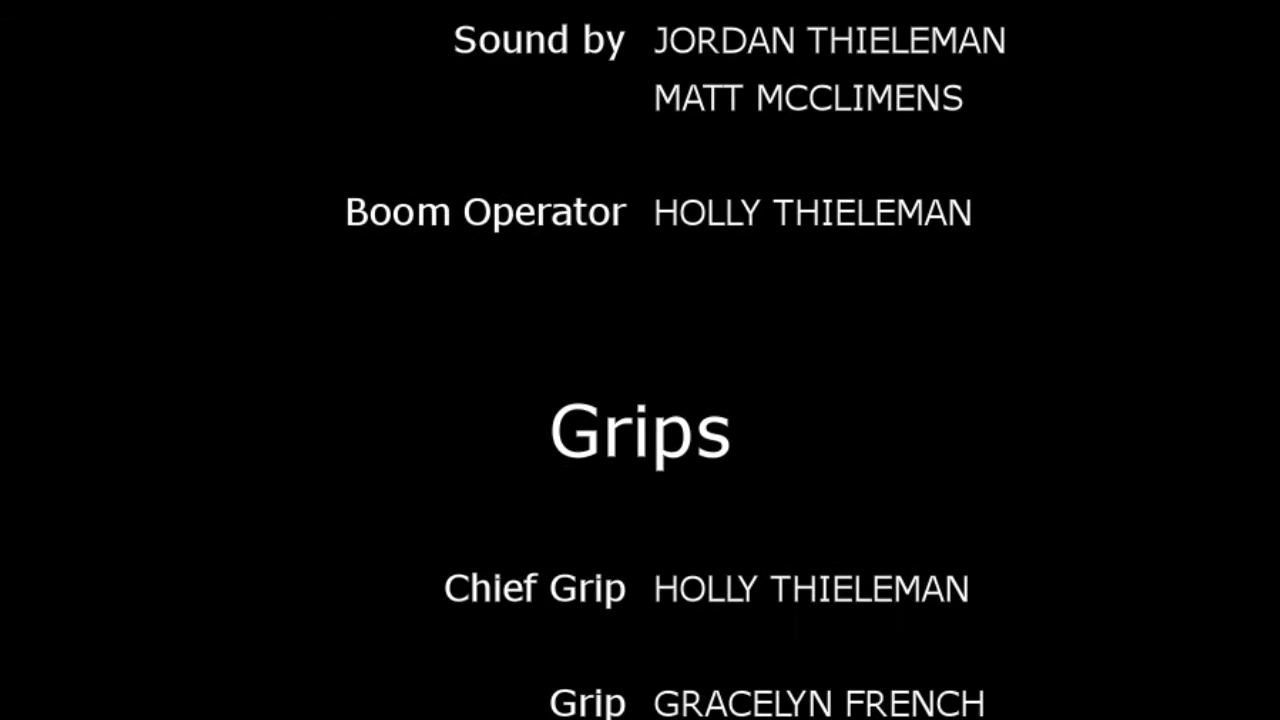 Sound by JORDAN THIELEMAN
MATT MCCLIMENS
Boom Operator HOLLY THIELEMAN
Grips
Chief Grip HOLLY THIELEMAN
Grip GRACELYN FRENCH